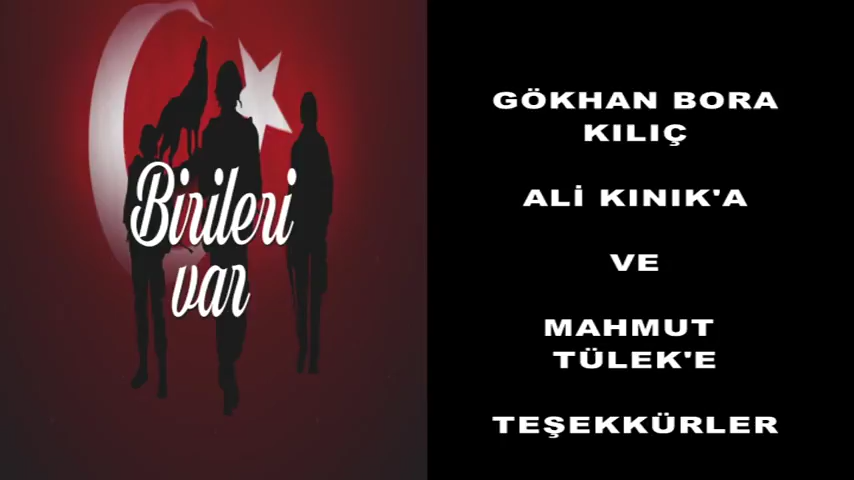 Birileri
var
GÖKHAN BORA
KILIÇ
ALİ KINIK'A
VE
MAHMUT
TÜLEK'E
TEŞEKKÜRLER